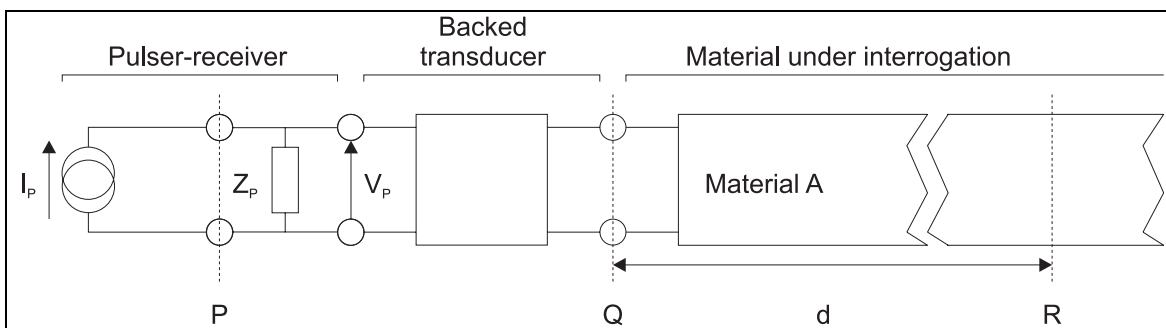 Backed
Pulser-receiver transducer Material under interrogation
I_P Z_P V_P Material A
P Q d R